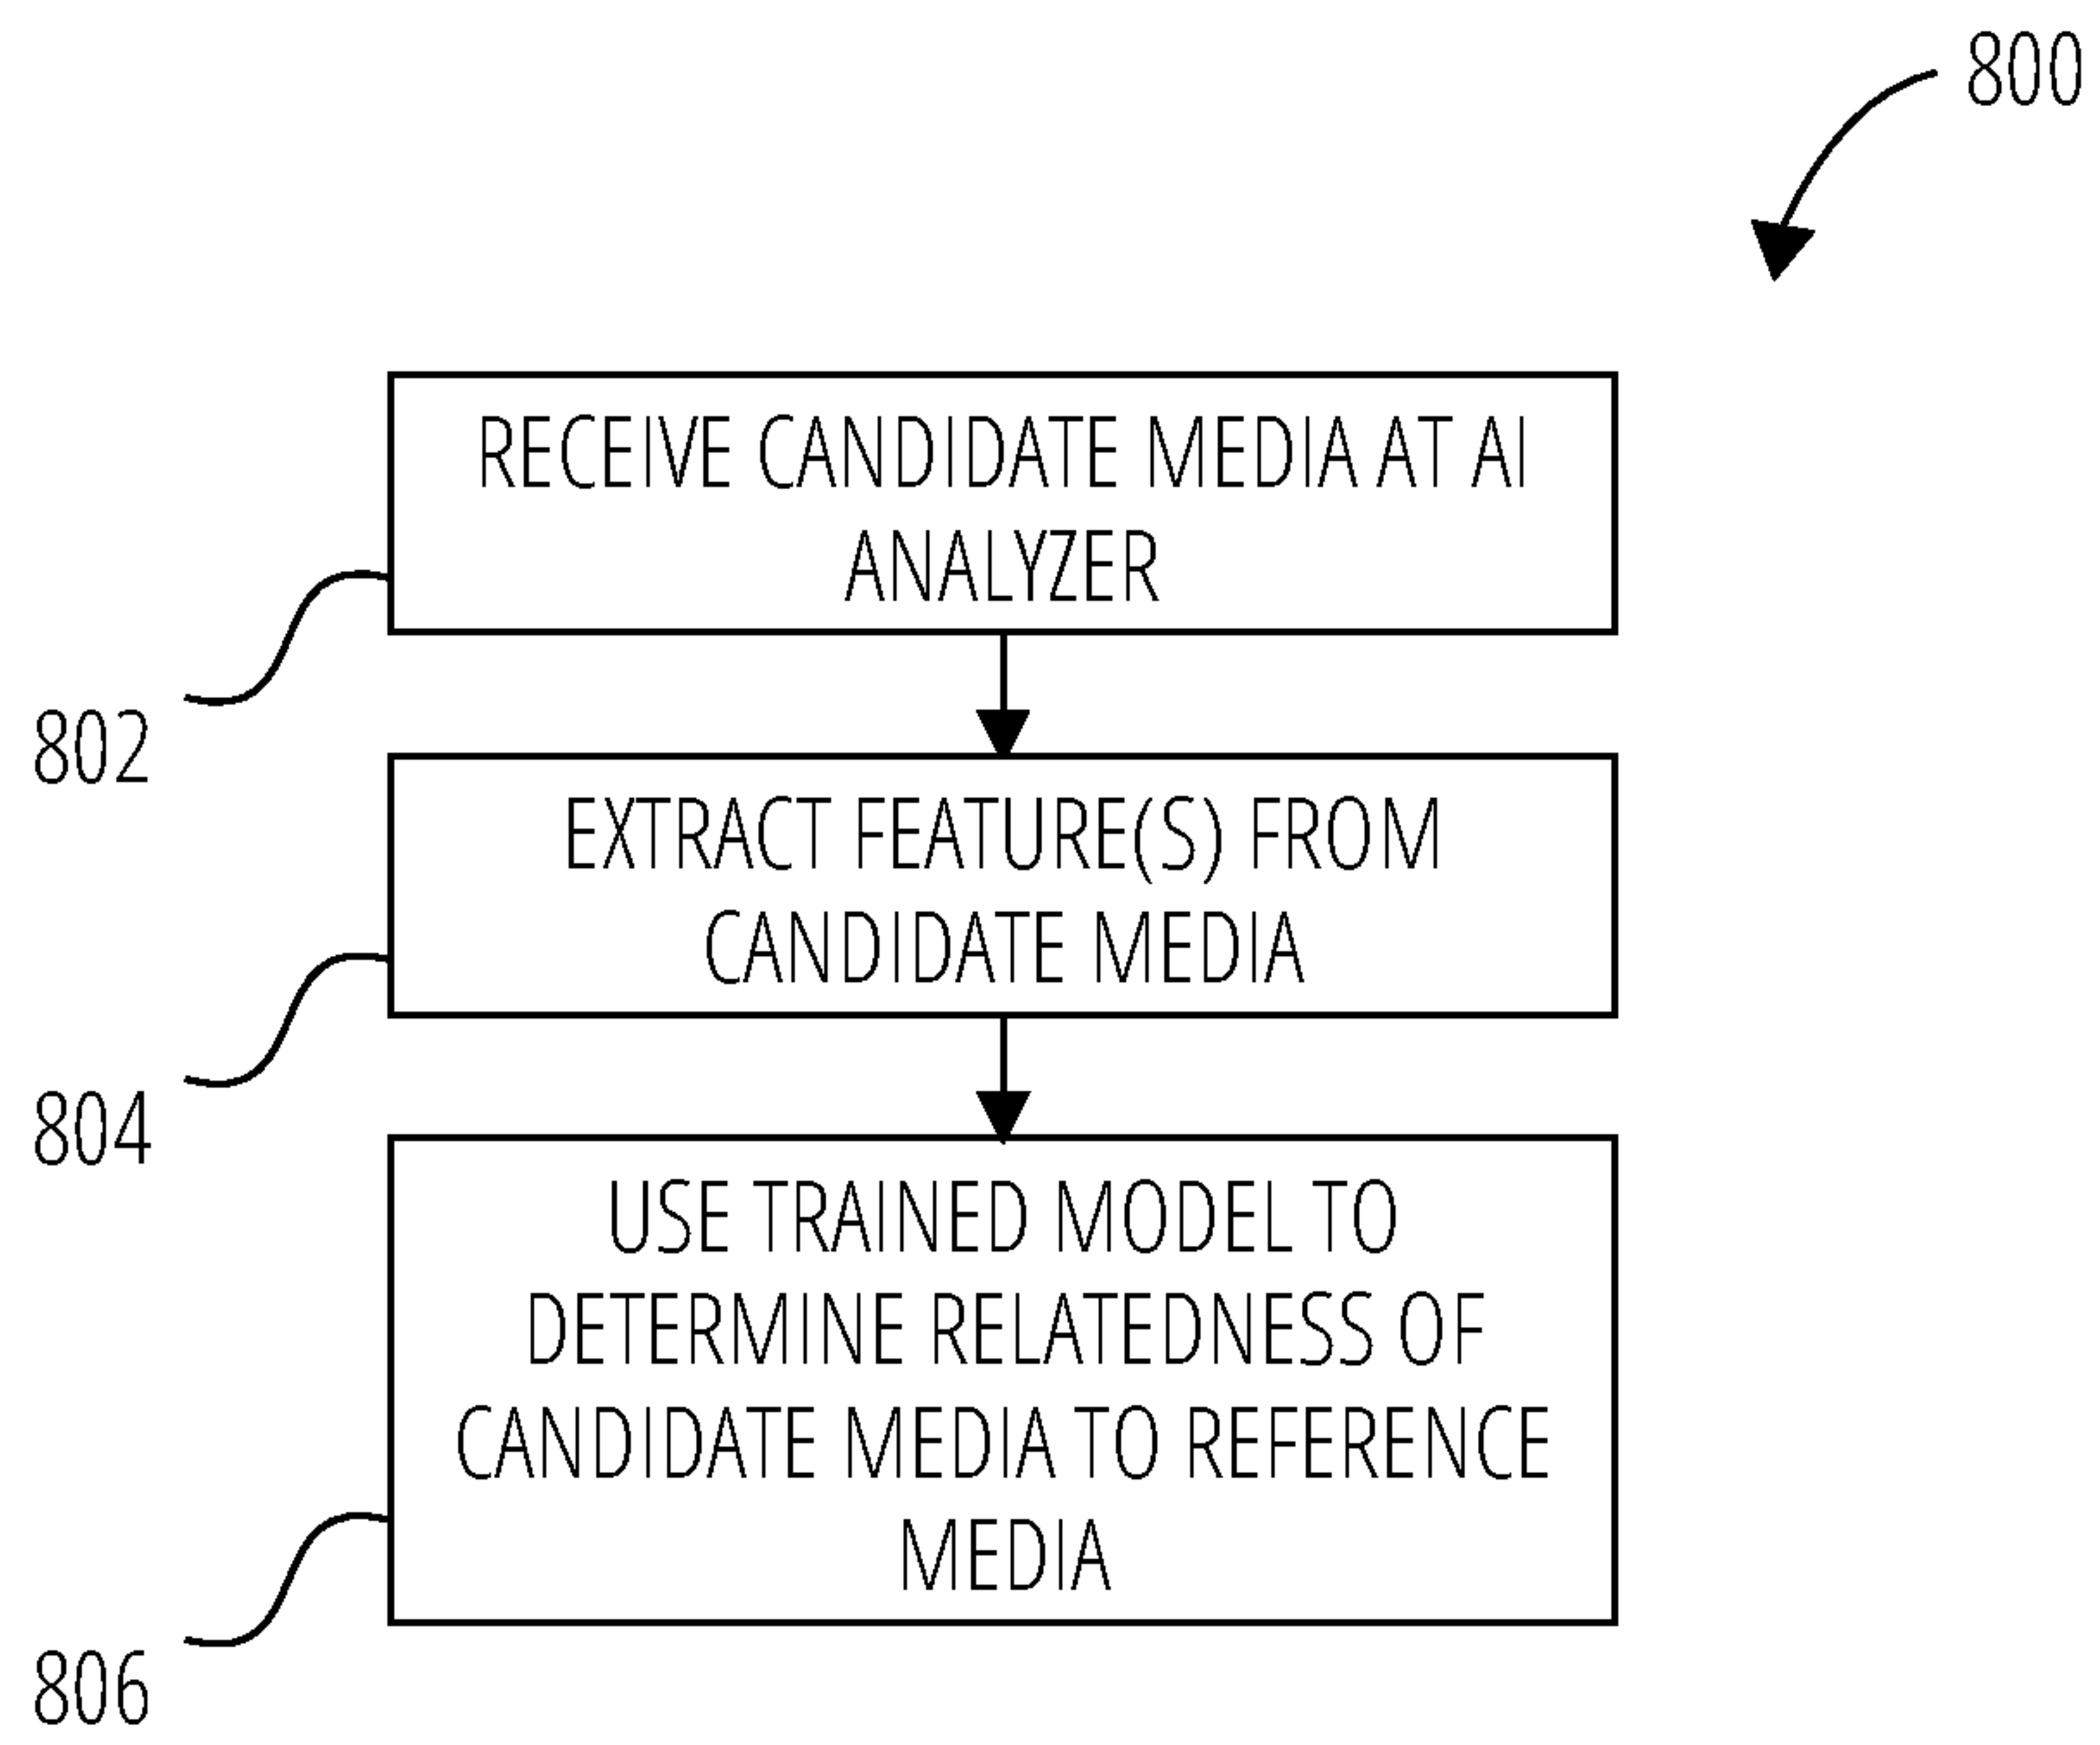 800
RECEIVE CANDIDATE MEDIA AT AI
ANALYZER
802
EXTRACT FEATURE(S) FROM
CANDIDATE MEDIA
804
USE TRAINED MODEL TO
DETERMINE RELATEDNESS OF
CANDIDATE MEDIA TO REFERENCE
MEDIA
806